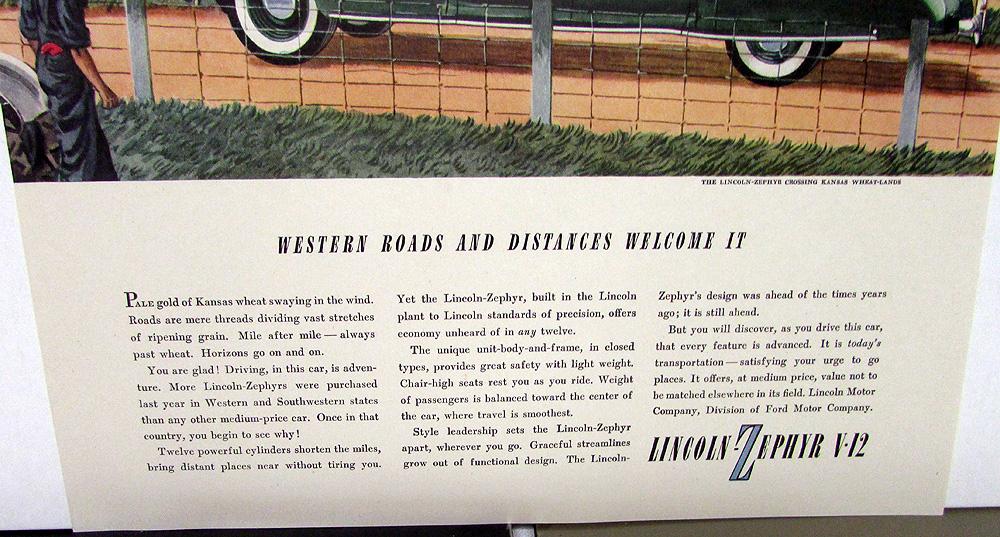 THE LINCOLN-ZEPHYR CROSSING KANSAS WHEAT-LANDS
WESTERN ROADS AND DISTANCES WELCOME IT
PALE gold of Kansas wheat swaying in the wind.
Roads are mere threads dividing vast stretches
of ripening grain. Mile after mile — always
past wheat. Horizons go on and on.
You are glad! Driving, in this car, is adven-
ture. More Lincoln-Zephyrs were purchased
last year in Western and Southwestern states
than any other medium-price car. Once in that
country, you begin to see why!
Twelve powerful cylinders shorten the miles,
bring distant places near without tiring you.
Yet the Lincoln-Zephyr, built in the Lincoln
plant to Lincoln standards of precision, offers
economy unheard of in any twelve.
The unique unit-body-and-frame, in closed
types, provides great safety with light weight.
Chair-high seats rest you as you ride. Weight
of passengers is balanced toward the center of
the car, where travel is smoothest.
Style leadership sets the Lincoln-Zephyr
apart, wherever you go. Graceful streamlines
grow out of functional design. The Lincoln-
Zephyr's design was ahead of the times years
ago; it is still ahead.
But you will discover, as you drive this car,
that every feature is advanced. It is today's
transportation — satisfying your urge to go
places. It offers, at medium price, value not to
be matched elsewhere in its field. Lincoln Motor
Company, Division of Ford Motor Company.
LINCOLN-ZEPHYR V·12